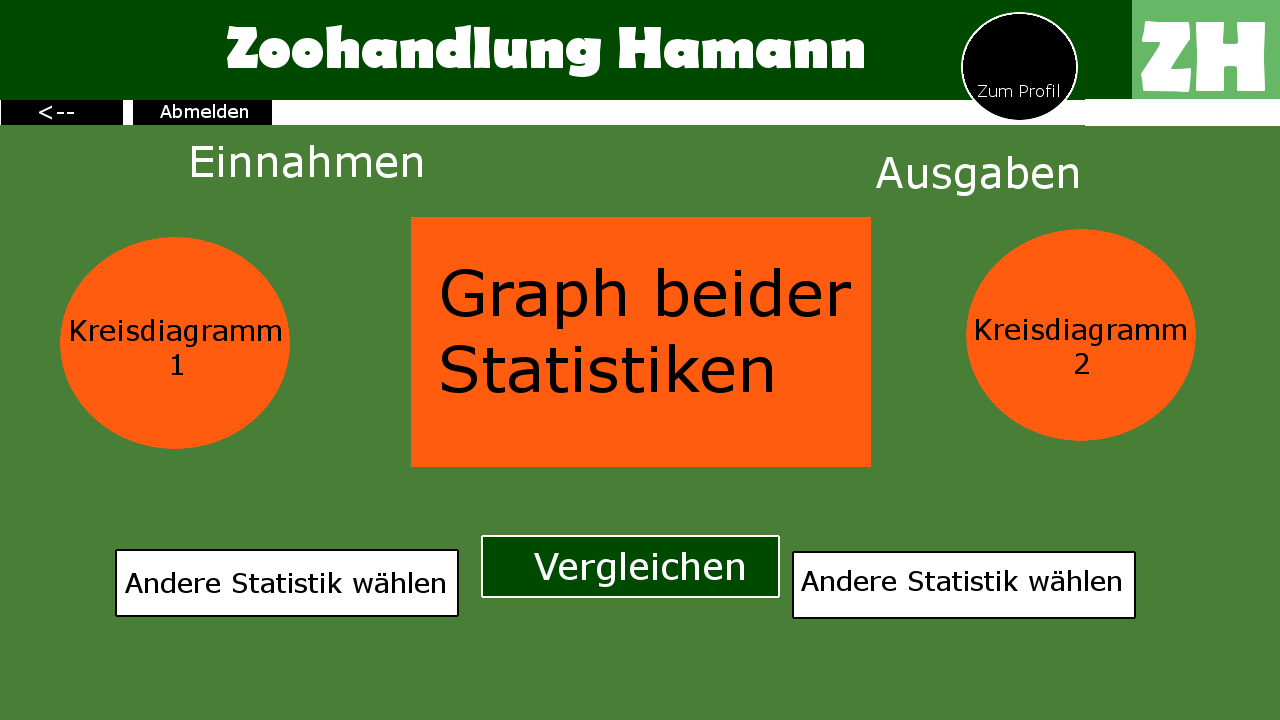 Zoohandlung Hamann
ZH
Zum Profil
<--
Abmelden
Einnahmen
Ausgaben
Kreisdiagramm
1
Graph beider
Statistiken
Kreisdiagramm
2
Andere Statistik wählen
Vergleichen
Andere Statistik wählen